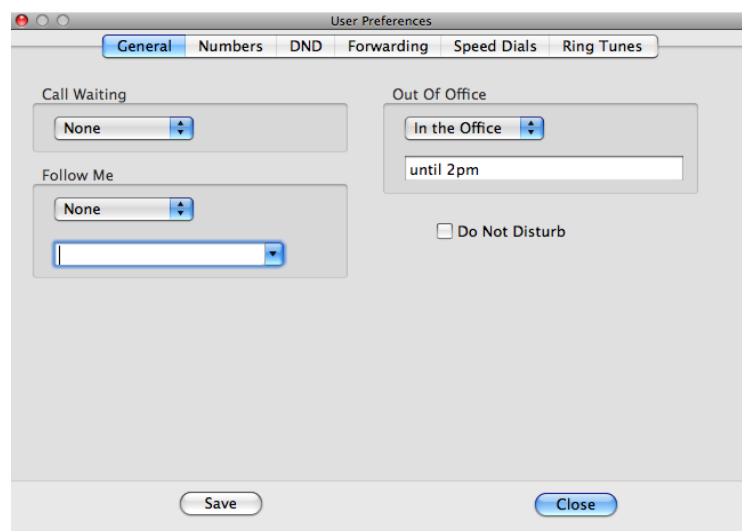 User Preferences
General Numbers DND Forwarding Speed Dials Ring Tunes
Call Waiting
None
Follow Me
None
Out Of Office
In the Office
until 2pm
Do Not Disturb
Save Close